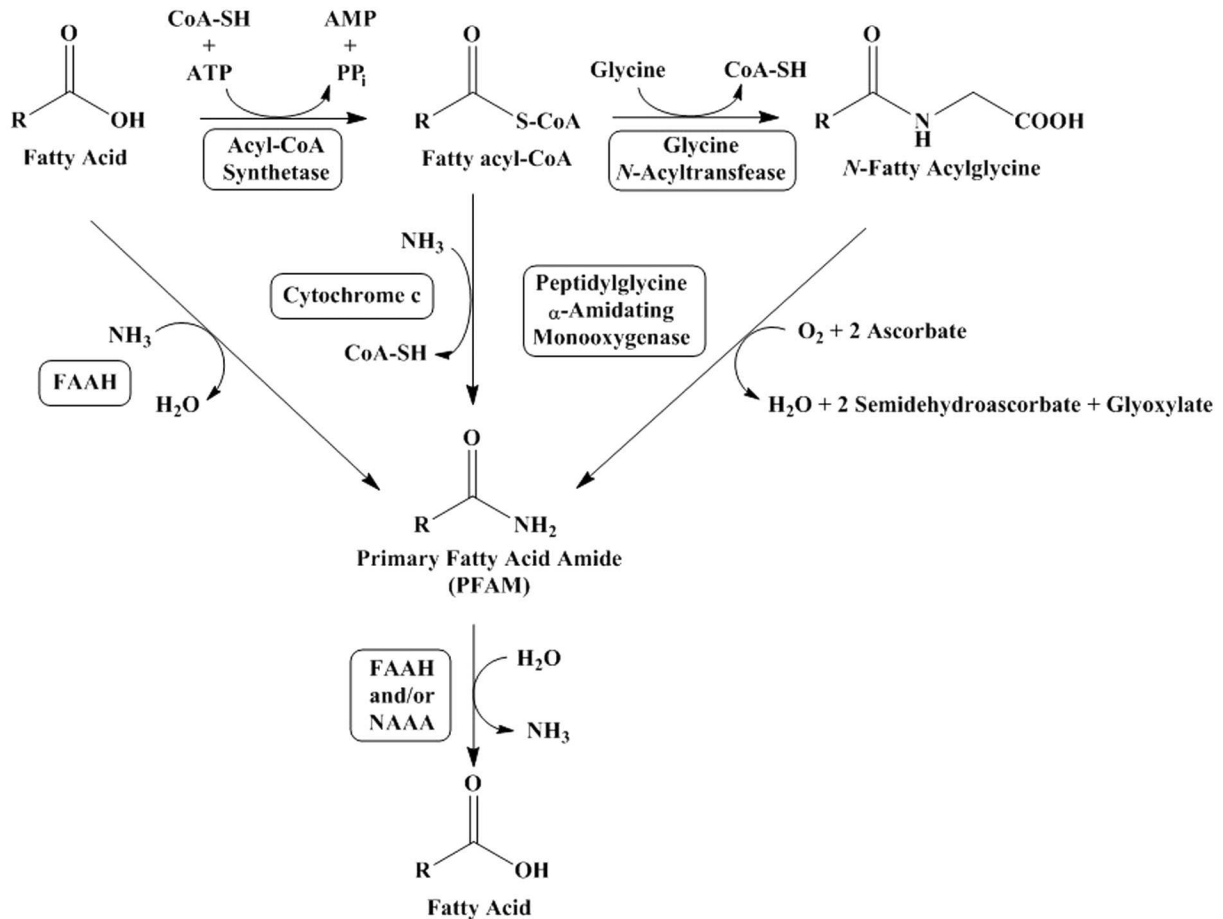 O
R
OH
Fatty Acid
CoA-SH
+
ATP
AMP
+
PPi
Acyl-CoA
Synthetase
O
R
S-CoA
Fatty acyl-CoA
Glycine
CoA-SH
Glycine
N-Acyltransfease
O
R
N
H
COOH
N-Fatty Acylglycine
NH3
FAAH
H2O
NH3
Cytochrome c
CoA-SH
Peptidylglycine
α-Amidating
Monooxygenase
O2 + 2 Ascorbate
H2O + 2 Semidehydroascorbate + Glyoxylate
O
R
NH2
Primary Fatty Acid Amide
(PFAM)
FAAH
and/or
NAAA
H2O
NH3
O
R
OH
Fatty Acid